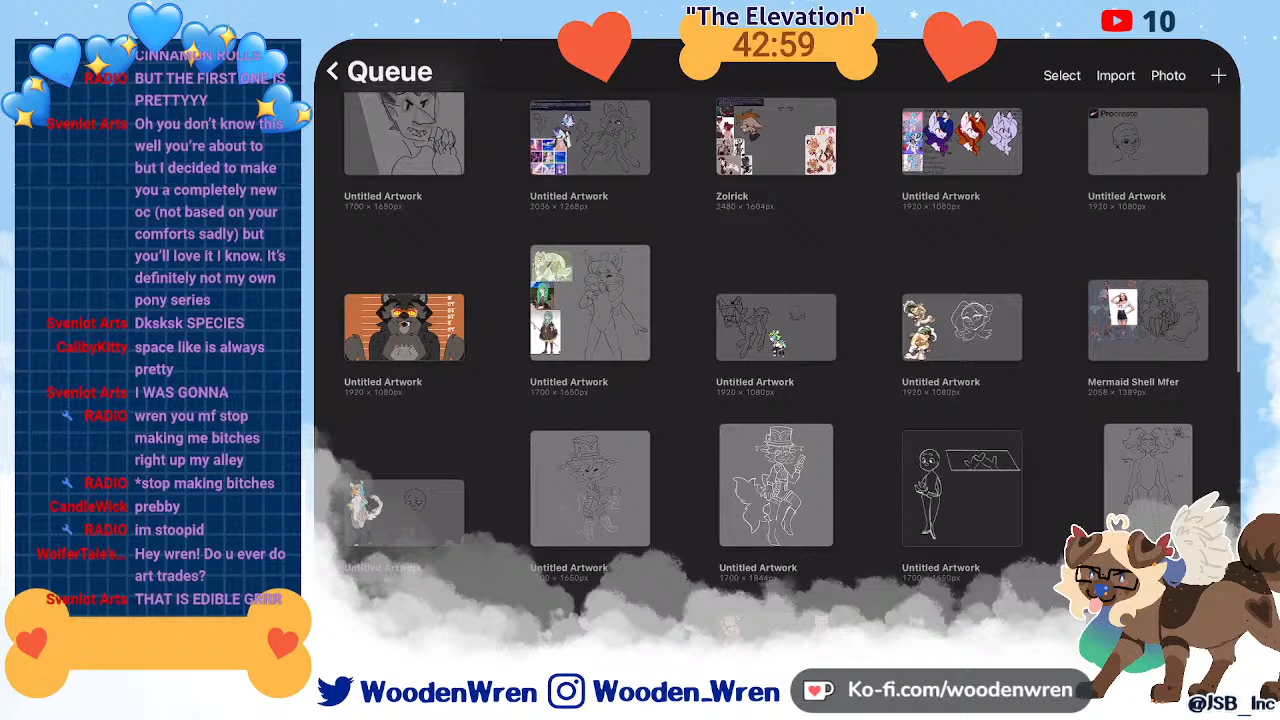 "The Elevation"
42:59
10
CINNAMON ROLLS
RADIO BUT THE FIRST ONE IS
PRETTYYY
Svenlot Arts Oh you don't know this
well you're about to
but I decided to make
you a completely new
oc (not based on your
comforts sadly) but
you'll love it I know. It's
definitely not my own
pony series
Svenlot Arts Dksksk SPECIES
CalibyKitty space like is always
pretty
Svenlot Arts I WAS GONNA
RADIO wren you mf stop
making me bitches
right up my alley
RADIO *stop making bitches
CandleWick prebby
RADIO im stoopid
WolferTale's... Hey wren! Do u ever do
art trades?
Svenlot Arts THAT IS EDIBLE GRRR
Queue
Select Import Photo
Procreate
Untitled Artwork Untitled Artwork Zolrick Untitled Artwork Untitled Artwork
1700 × 1650px 2036 × 1268px 2480 × 1604px 1920 × 1080px 1920 × 1080px
Untitled Artwork Untitled Artwork Untitled Artwork Untitled Artwork Mermaid Shell Mfer
1920 × 1080px 1700 × 1650px 1920 × 1080px 1920 × 1080px 2058 × 1389px
Untitled Artwork Untitled Artwork Untitled Artwork Untitled Artwork
1700 × 1844px 1700 × 1650px
WoodenWren Wooden_Wren Ko-fi.com/woodenwren
@JSB_Inc